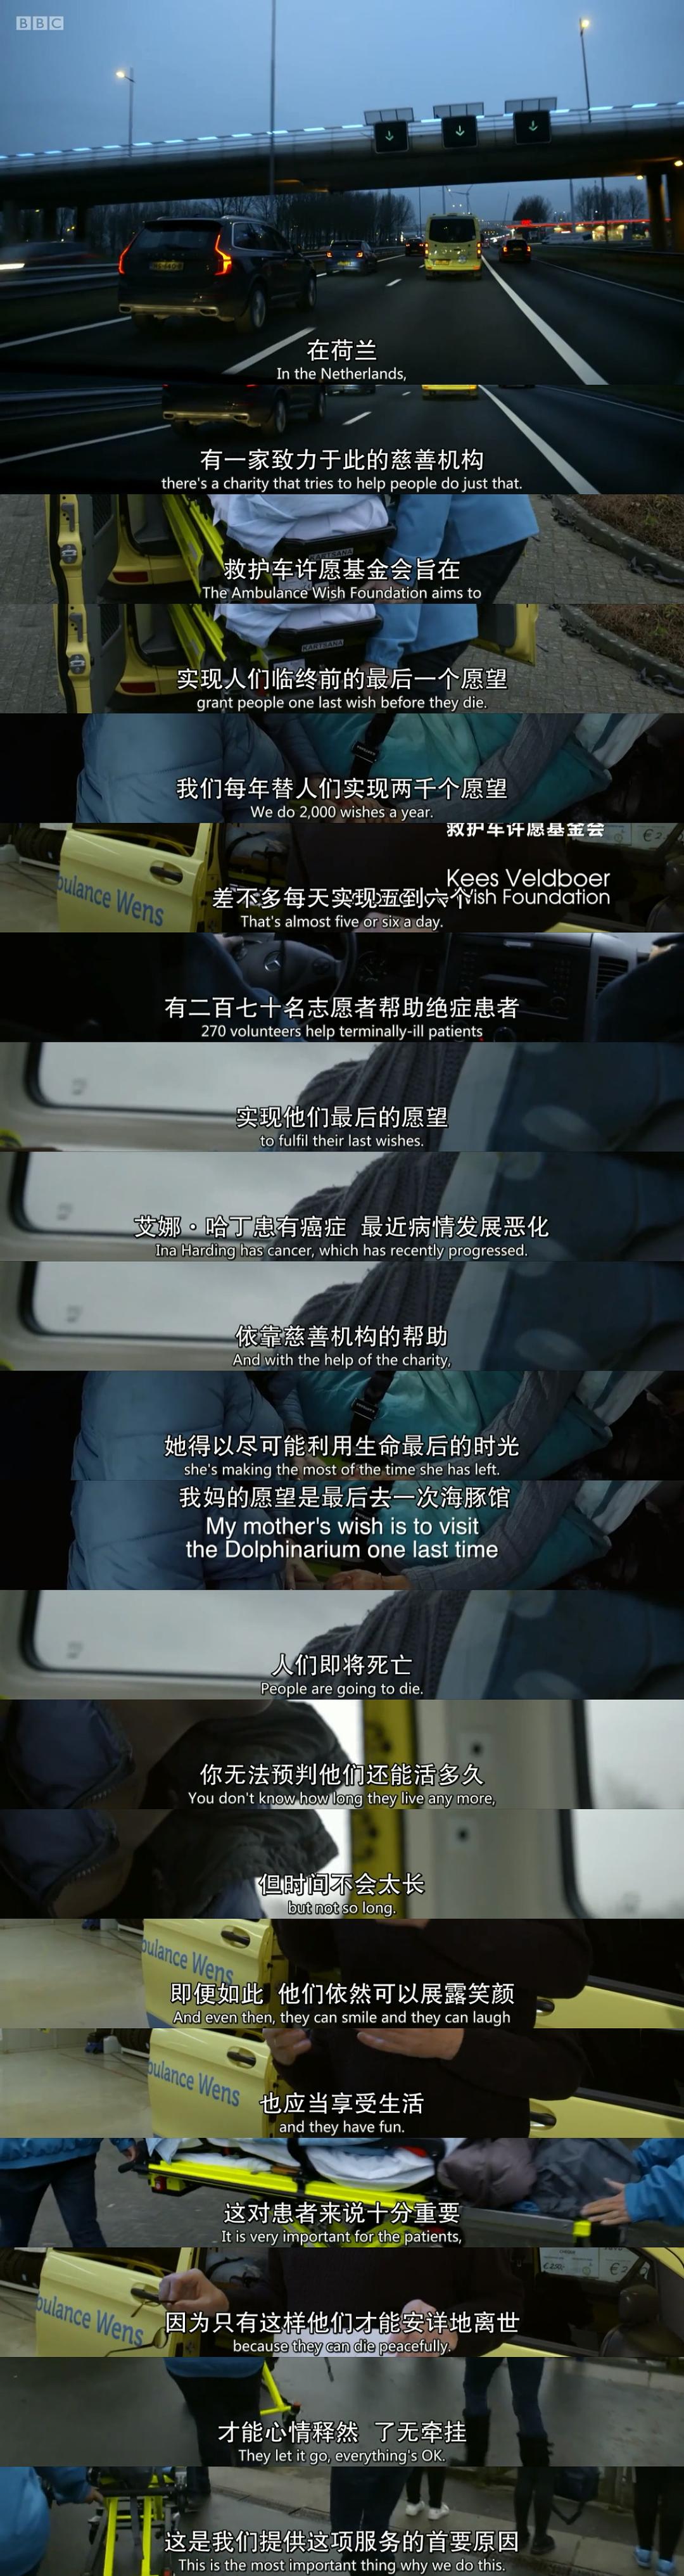 BBC
在荷兰
In the Netherlands,
有一家致力于此的慈善机构
there's a charity that tries to help people do just that.
KARTSANA
救护车许愿基金会旨在
The Ambulance Wish Foundation aims to
KARTSANA
实现人们临终前的最后一个愿望
grant people one last wish before they die.
我们每年替人们实现两千个愿望
We do 2,000 wishes a year.
救护车许愿基金会
Kees Veldboer
Wish Foundation
bulance Wens
差不多每天实现五到六个
That's almost five or six a day.
有二百七十名志愿者帮助绝症患者
270 volunteers help terminally-ill patients
实现他们最后的愿望
to fulfil their last wishes.
艾娜·哈丁患有癌症 最近病情发展恶化
Ina Harding has cancer, which has recently progressed.
依靠慈善机构的帮助
And with the help of the charity,
她得以尽可能利用生命最后的时光
she's making the most of the time she has left.
我妈的愿望是最后去一次海豚馆
My mother's wish is to visit
the Dolphinarium one last time
人们即将死亡
People are going to die.
你无法预判他们还能活多久
You don't know how long they live any more,
但时间不会太长
but not so long.
bulance Wens
即便如此 他们依然可以展露笑颜
And even then, they can smile and they can laugh
bulance Wens
也应当享受生活
and they have fun.
这对患者来说十分重要
It is very important for the patients,
bulance Wens
因为只有这样他们才能安详地离世
because they can die peacefully.
才能心情释然 了无牵挂
They let it go, everything's OK.
这是我们提供这项服务的首要原因
This is the most important thing why we do this.